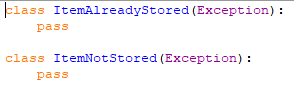 class ItemAlreadyStored(Exception):
    pass
class ItemNotStored(Exception):
    pass